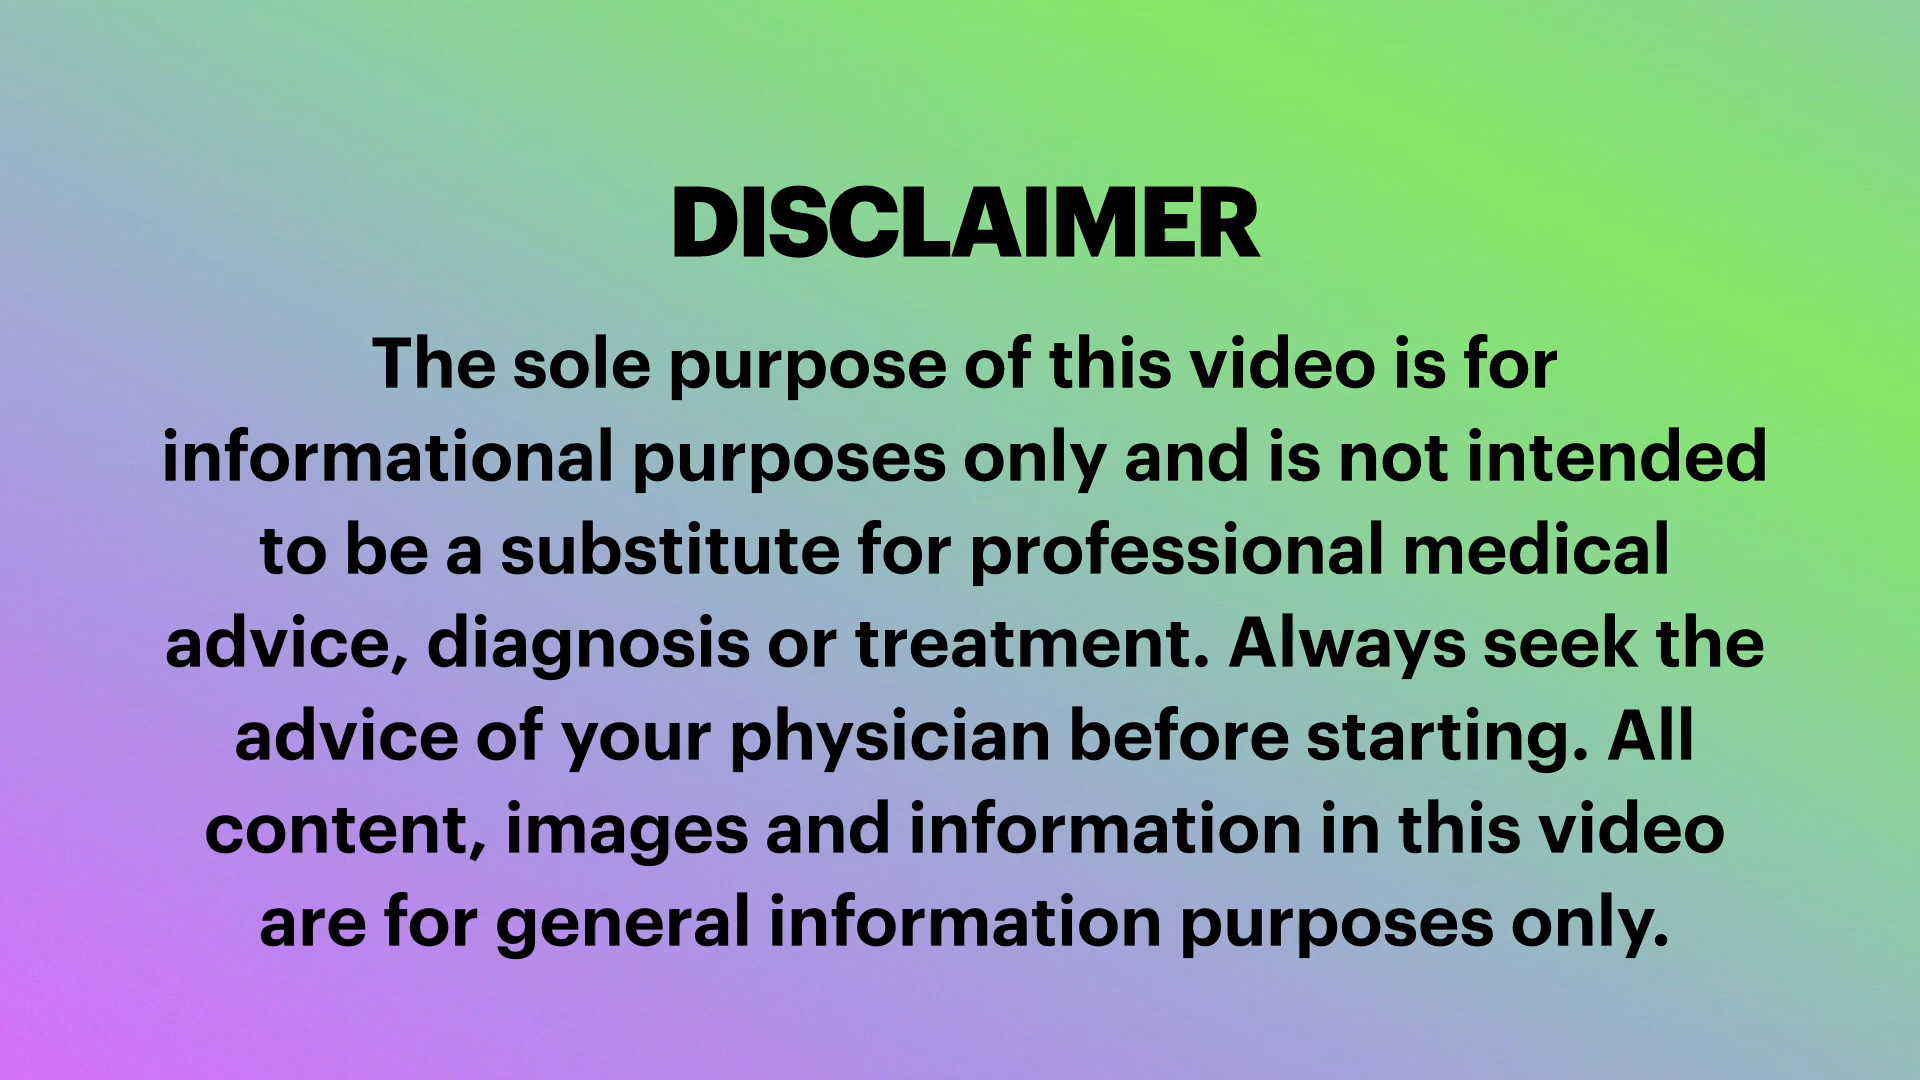 DISCLAIMER
The sole purpose of this video is for
informational purposes only and is not intended
to be a substitute for professional medical
advice, diagnosis or treatment. Always seek the
advice of your physician before starting. All
content, images and information in this video
are for general information purposes only.